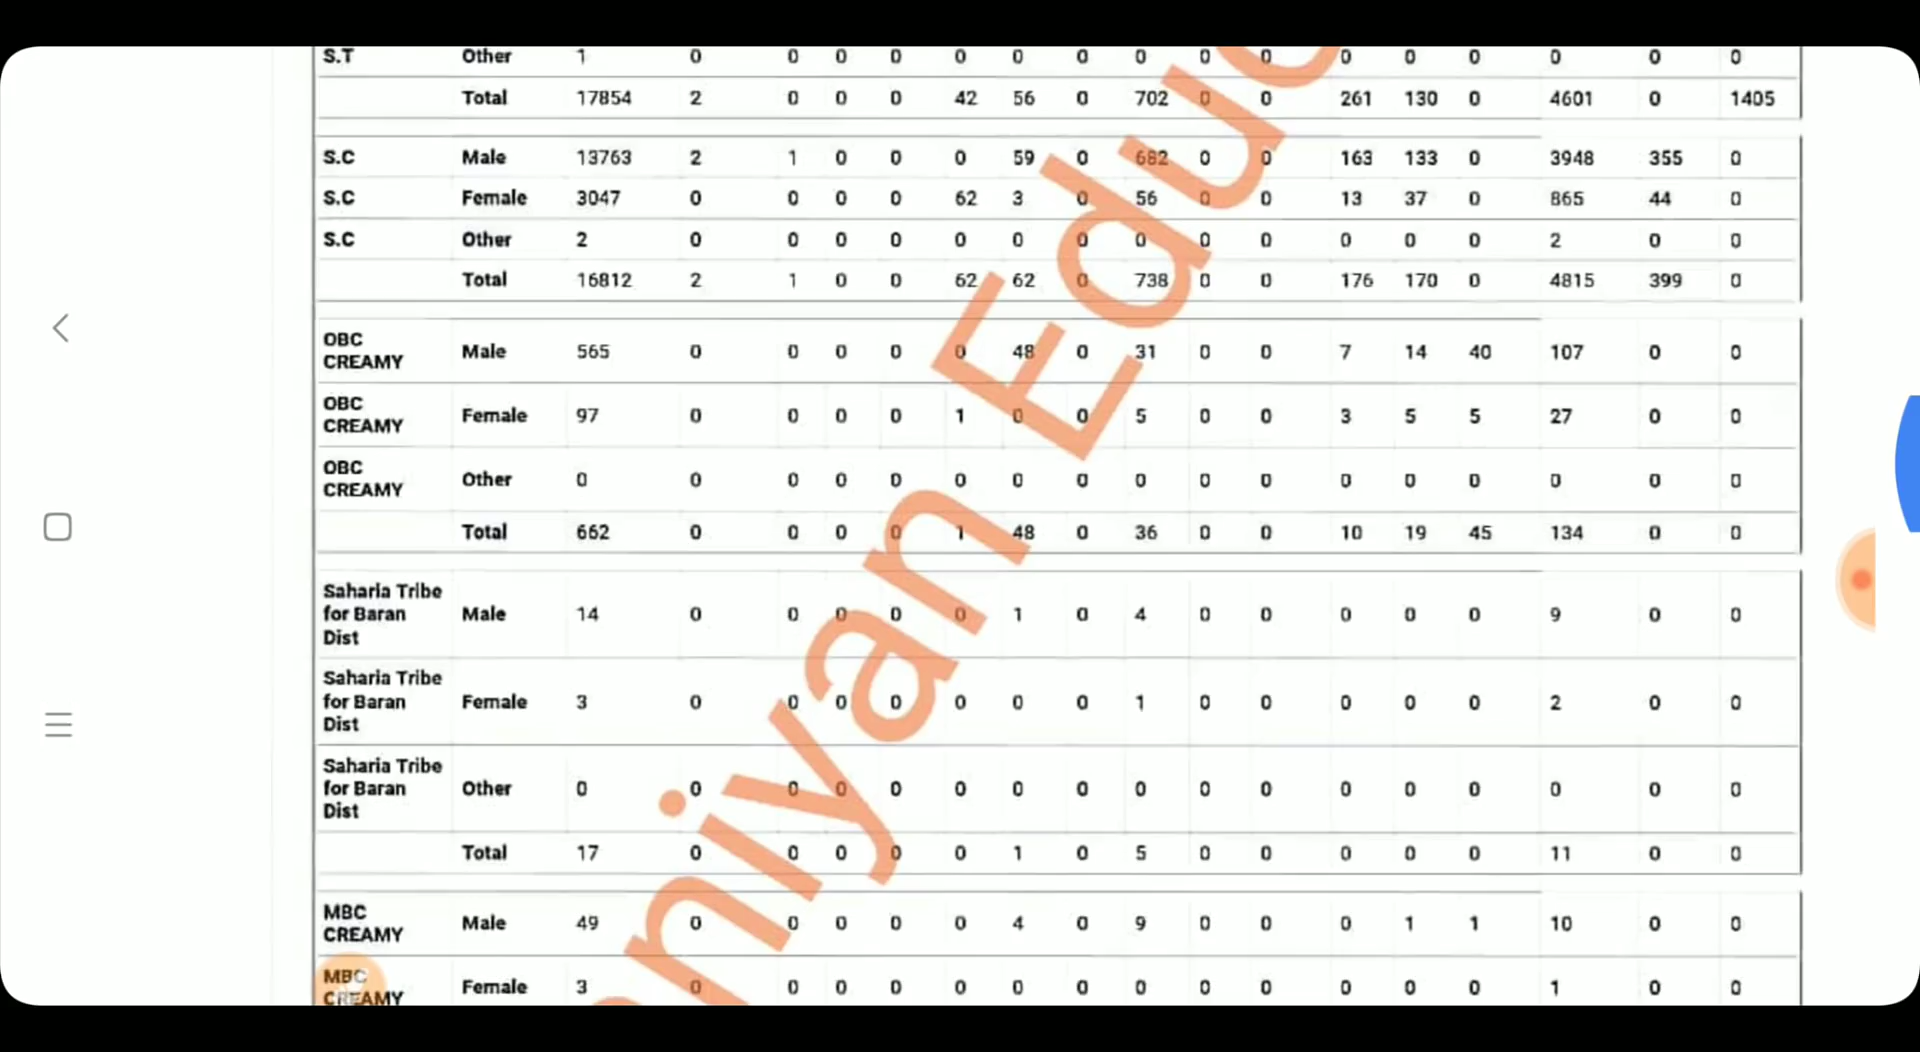 S.T Other 1 0 0 0 0 0 0 0 0 0 0 0 0 0 0 0 0
Total 17854 2 0 0 0 42 56 0 702 0 0 261 130 0 4601 0 1405
S.C Male 13763 2 1 0 0 0 59 0 682 0 0 163 133 0 3948 355 0
S.C Female 3047 0 0 0 0 62 3 0 56 0 0 13 37 0 865 44 0
S.C Other 2 0 0 0 0 0 0 0 0 0 0 0 0 0 2 0 0
Total 16812 2 1 0 0 62 62 0 738 0 0 176 170 0 4815 399 0
OBC
CREAMY Male 565 0 0 0 0 0 48 0 31 0 0 7 14 40 107 0 0
OBC
CREAMY Female 97 0 0 0 0 1 0 0 5 0 0 3 5 5 27 0 0
OBC
CREAMY Other 0 0 0 0 0 0 0 0 0 0 0 0 0 0 0 0 0
Total 662 0 0 0 0 1 48 0 36 0 0 10 19 45 134 0 0
Saharia Tribe
for Baran Male 14 0 0 0 0 0 1 0 4 0 0 0 0 0 9 0 0
Dist
Saharia Tribe
for Baran Female 3 0 0 0 0 0 0 0 1 0 0 0 0 0 2 0 0
Dist
Saharia Tribe
for Baran Other 0 0 0 0 0 0 0 0 0 0 0 0 0 0 0 0 0
Dist
Total 17 0 0 0 0 0 1 0 5 0 0 0 0 0 11 0 0
MBC
CREAMY Male 49 0 0 0 0 0 4 0 9 0 0 0 1 1 10 0 0
MBC
CREAMY Female 3 0 0 0 0 0 0 0 0 0 0 0 0 0 1 0 0
niyan Educ